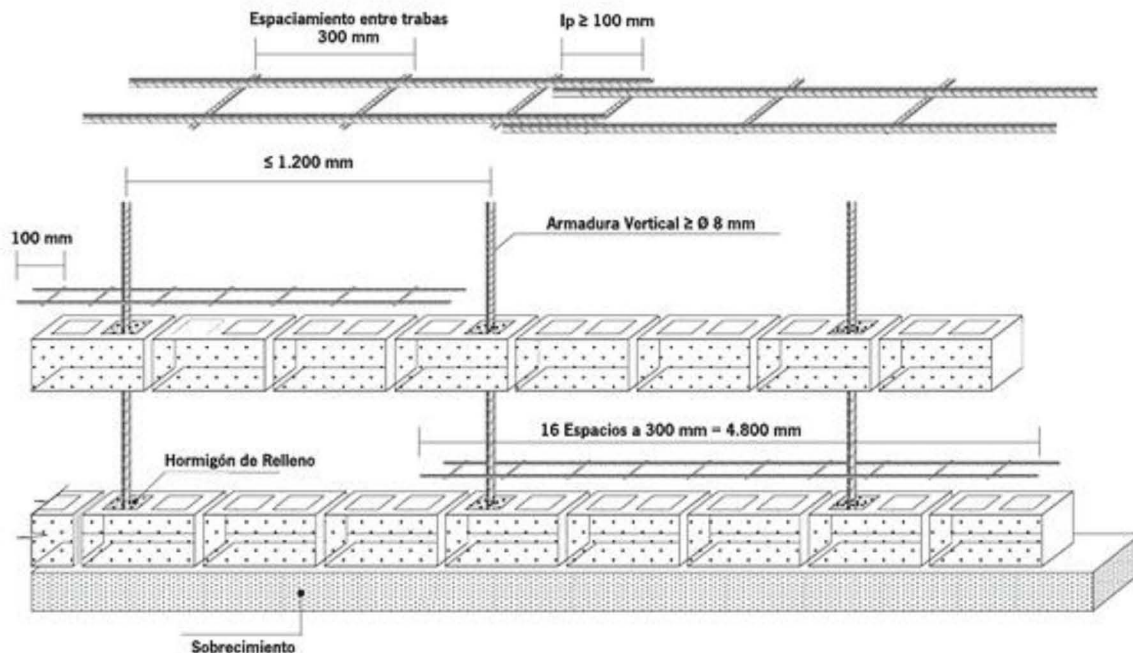 Espaciamiento entre trabas
300 mm
lp ≥ 100 mm
≤ 1.200 mm
Armadura Vertical ≥ Ø 8 mm
100 mm
16 Espacios a 300 mm = 4.800 mm
Hormigón de Relleno
Sobrecimiento